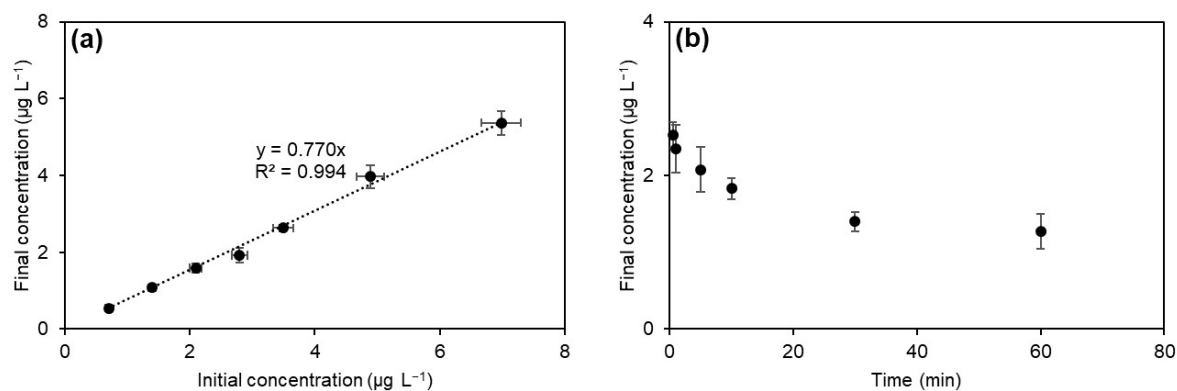 (a)
Final concentration (µg L⁻¹)
8
6
4
2
0
y = 0.770x
R² = 0.994
0 2 4 6 8
Initial concentration (µg L⁻¹)
(b)
Final concentration (µg L⁻¹)
4
2
0
0 20 40 60 80
Time (min)